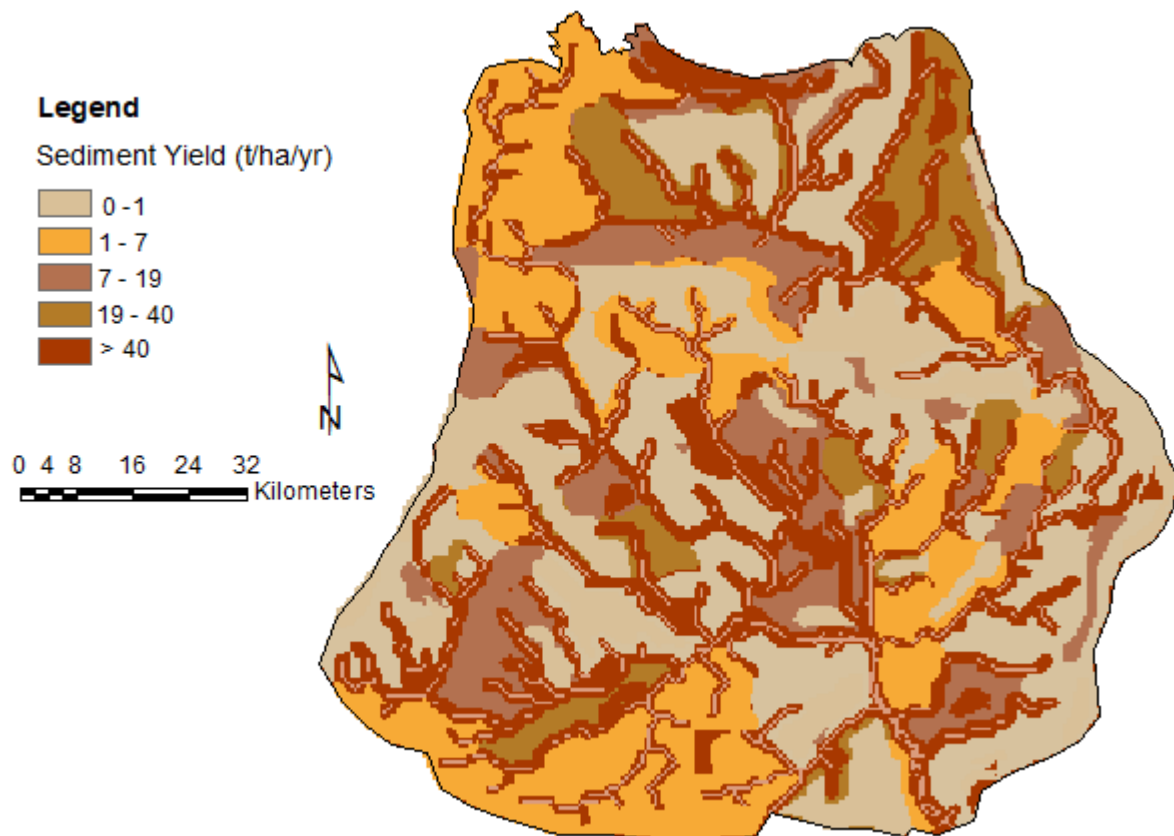 Legend
Sediment Yield (t/ha/yr)
0 - 1
1 - 7
7 - 19
19 - 40
> 40
N
0 4 8 16 24 32
Kilometers